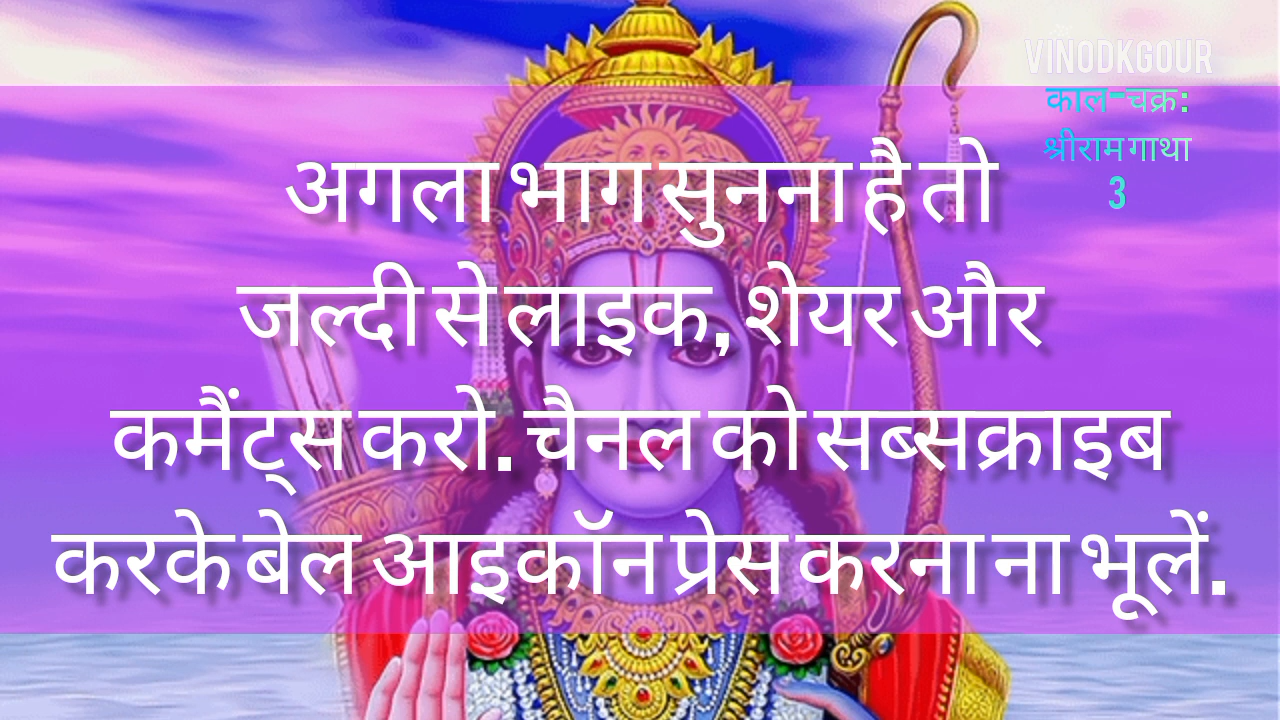 VINODKGOUR
काल-चक्र:
श्रीराम गाथा
3
अगला भाग सुनना है तो
जल्दी से लाइक, शेयर और
कमैंट्स करो. चैनल को सब्सक्राइब
करके बेल आइकॉन प्रेस करना ना भूलें.